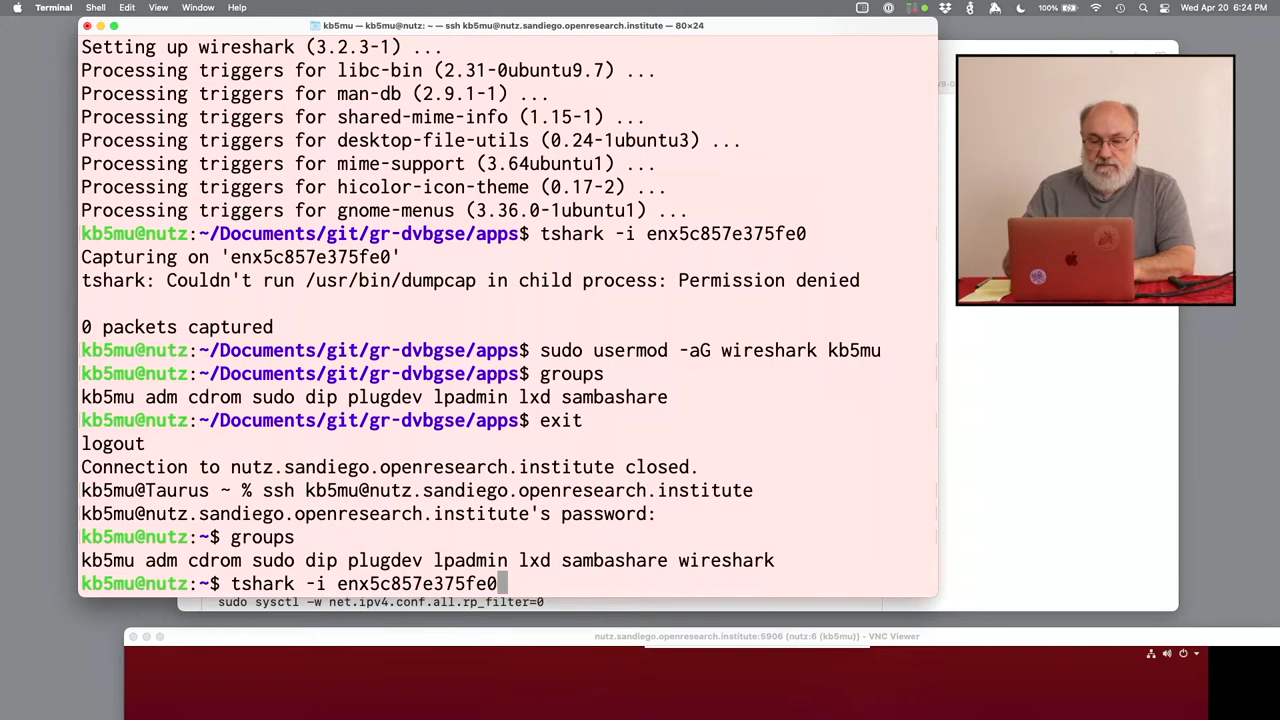 Terminal Shell Edit View Window Help 100% Wed Apr 20 6:24 PM
kb5mu — kb5mu@nutz: ~ — ssh kb5mu@nutz.sandiego.openresearch.institute — 80×24
Setting up wireshark (3.2.3-1) ...
Processing triggers for libc-bin (2.31-0ubuntu9.7) ...
Processing triggers for man-db (2.9.1-1) ...
Processing triggers for shared-mime-info (1.15-1) ...
Processing triggers for desktop-file-utils (0.24-1ubuntu3) ...
Processing triggers for mime-support (3.64ubuntu1) ...
Processing triggers for hicolor-icon-theme (0.17-2) ...
Processing triggers for gnome-menus (3.36.0-1ubuntu1) ...
kb5mu@nutz:~/Documents/git/gr-dvbgse/apps$ tshark -i enx5c857e375fe0
Capturing on 'enx5c857e375fe0'
tshark: Couldn't run /usr/bin/dumpcap in child process: Permission denied
0 packets captured
kb5mu@nutz:~/Documents/git/gr-dvbgse/apps$ sudo usermod -aG wireshark kb5mu
kb5mu@nutz:~/Documents/git/gr-dvbgse/apps$ groups
kb5mu adm cdrom sudo dip plugdev lpadmin lxd sambashare
kb5mu@nutz:~/Documents/git/gr-dvbgse/apps$ exit
logout
Connection to nutz.sandiego.openresearch.institute closed.
kb5mu@Taurus ~ % ssh kb5mu@nutz.sandiego.openresearch.institute
kb5mu@nutz.sandiego.openresearch.institute's password:
kb5mu@nutz:~$ groups
kb5mu adm cdrom sudo dip plugdev lpadmin lxd sambashare wireshark
kb5mu@nutz:~$ tshark -i enx5c857e375fe0
sudo sysctl -w net.ipv4.conf.all.rp_filter=0
nutz.sandiego.openresearch.institute:5906 (nutz:6 (kb5mu)) - VNC Viewer